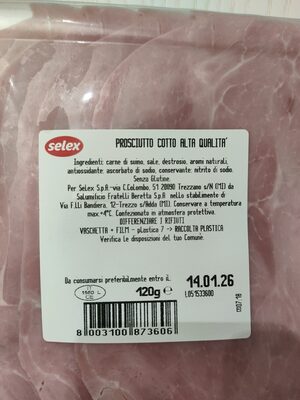 selex
PROSCIUTTO COTTO ALTA QUALITA'
Ingredienti: carne di suino, sale, destrosio, aromi naturali,
antiossidante: ascorbato di sodio, conservante: nitrito di sodio.
Senza Glutine.
Per Selex S.p.A.-via C.Colombo, 51 20090 Trezzano s/N (MI) da
Salumificio Fratelli Beretta S.p.A nello stabilimento di
Via F.lli Bandiera, 12-Trezzo s/Adda (MI). Conservare a temperatura
max.+4°C. Confezionato in atmosfera protettiva.
DIFFERENZIARE I RIFIUTI
VASCHETTA + FILM - plastica 7 -> RACCOLTA PLASTICA
Verifica le disposizioni del tuo Comune.
Da consumarsi preferibilmente entro il.
14.01.26
IT
1560 L
CE
120g e
L051533600
8 003100 873606